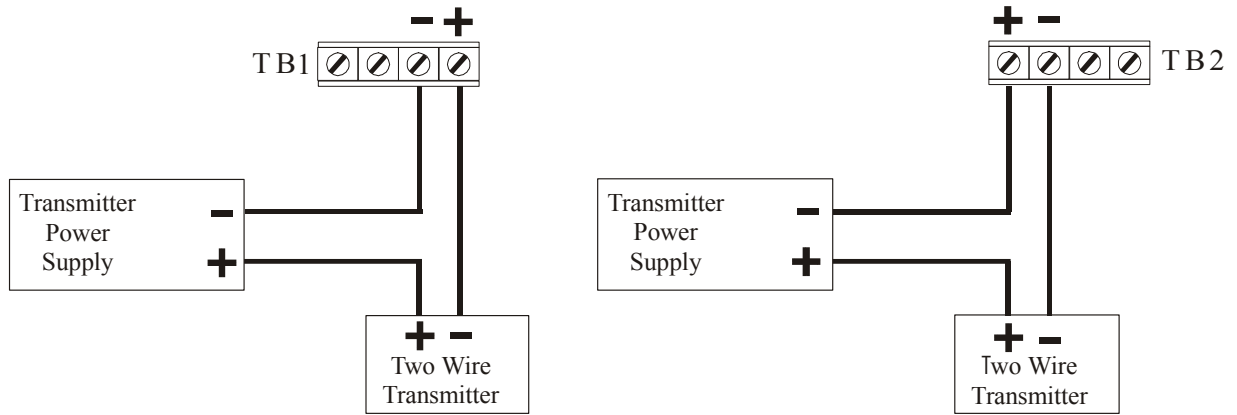 - +
TB1
Transmitter
Power
Supply
-
+
+ -
Two Wire
Transmitter
+ -
TB2
Transmitter
Power
Supply
-
+
+ -
Two Wire
Transmitter